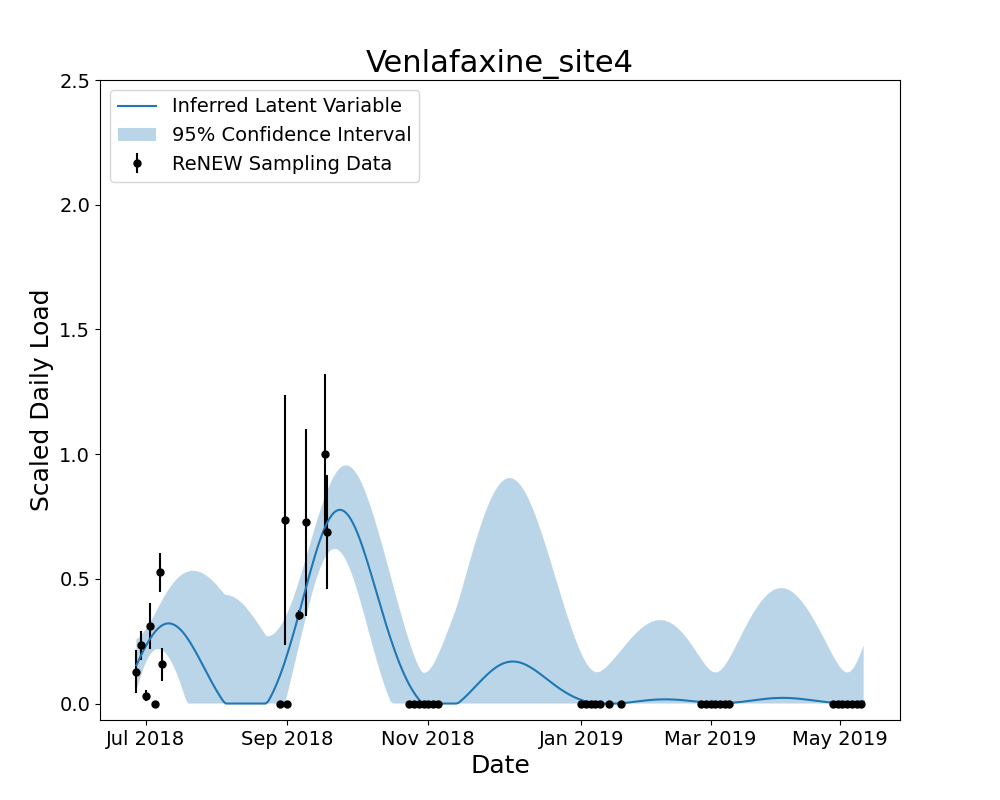 Venlafaxine_site4
Inferred Latent Variable
95% Confidence Interval
ReNEW Sampling Data
Scaled Daily Load
2.5
2.0
1.5
1.0
0.5
0.0
Jul 2018 Sep 2018 Nov 2018 Jan 2019 Mar 2019 May 2019
Date